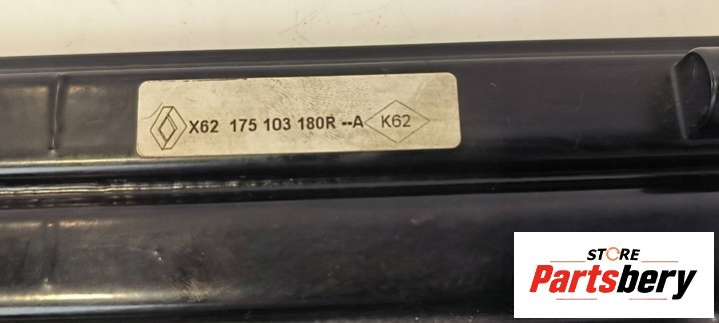 X62 175 103 180R --A K62
STORE
Partsbery